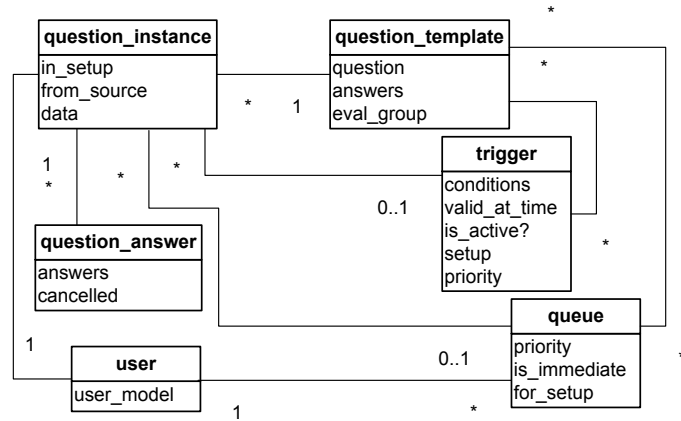 *
question_instance
in_setup
from_source
data
question_template
question
answers
eval_group
*
*
1
trigger
conditions
valid_at_time
is_active?
setup
priority
1
*
*
*
0..1
*
question_answer
answers
cancelled
queue
priority
is_immediate
for_setup
1
user
user_model
0..1
*
1
*